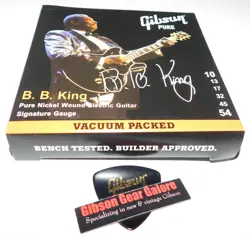 Gibson
PURE
B.B. King
10
13
17
32
45
54
B. B. King
Pure Nickel Wound Electric Guitar
Signature Gauge
VACUUM PACKED
BENCH TESTED. BUILDER APPROVED.
Gibson
Gibson Gear Galore
Specializing in new & vintage Gibson